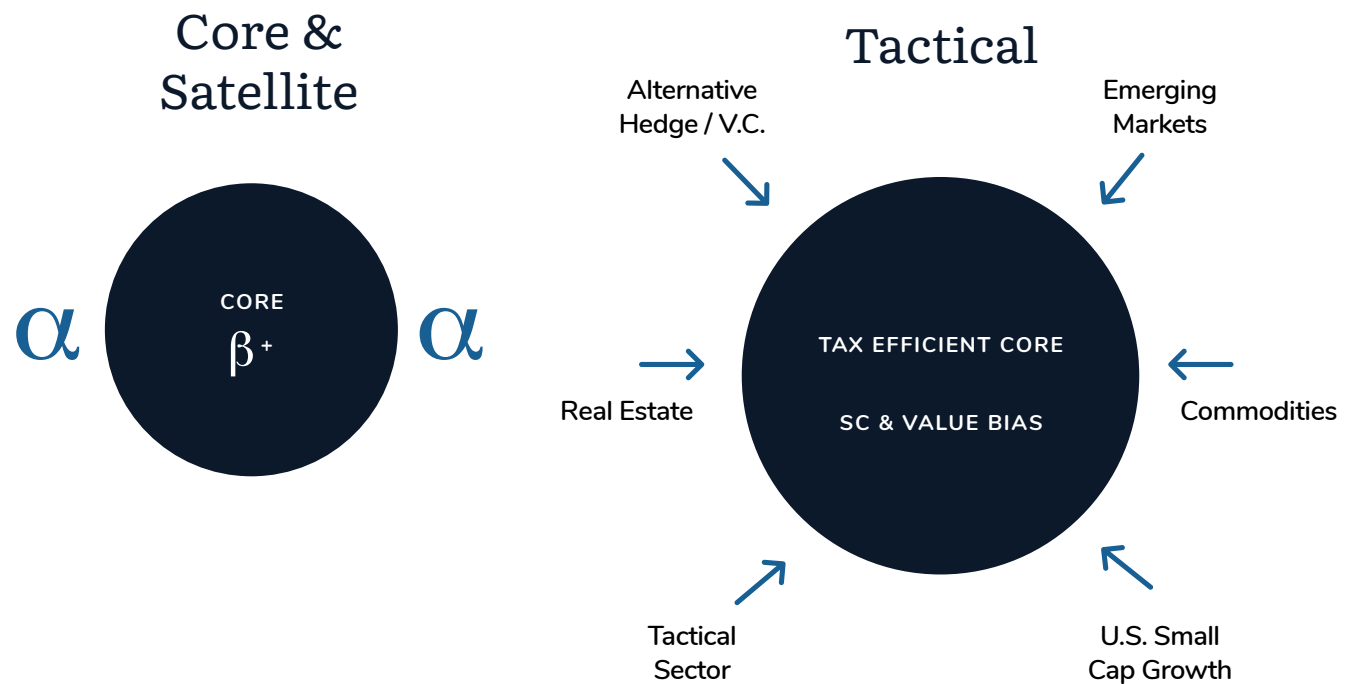 Core &
Satellite
α
CORE
β+
α
Tactical
Alternative
Hedge / V.C.
Emerging
Markets
TAX EFFICIENT CORE
SC & VALUE BIAS
Real Estate
Commodities
Tactical
Sector
U.S. Small
Cap Growth